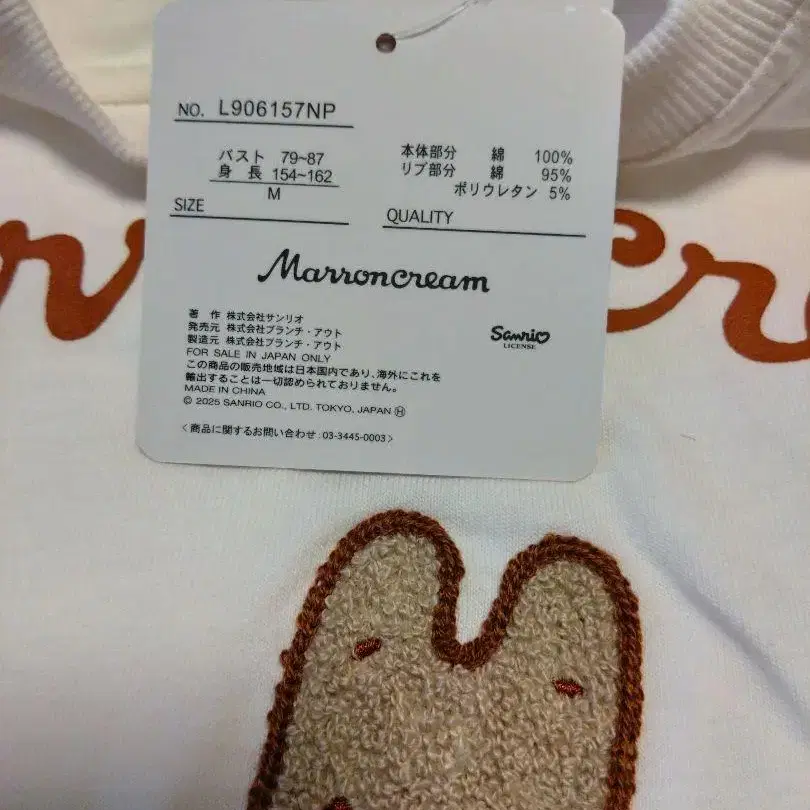 NO. L906157NP
バスト 79~87
身 長 154~162
M
SIZE
本体部分 綿 100%
リブ部分 綿 95%
ポリウレタン 5%
QUALITY
Marroncream
著 作 株式会社サンリオ
発売元 株式会社ブランチ・アウト
製造元 株式会社ブランチ・アウト
FOR SALE IN JAPAN ONLY
この商品の販売地域は日本国内であり、海外にこれを
輸出することは一切認められておりません。
MADE IN CHINA
© 2025 SANRIO CO., LTD. TOKYO, JAPAN Ⓗ
〈商品に関するお問い合わせ:03-3445-0003〉
Sanrio
LICENSE